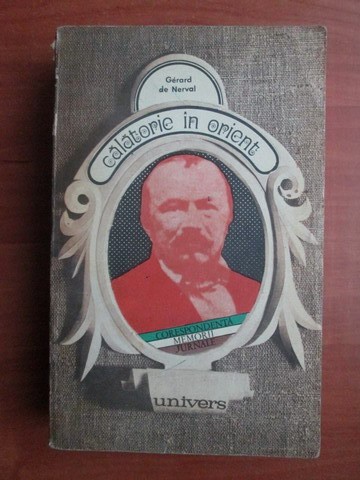 Gérard
de Nerval
călătorie în orient
CORESPONDENȚĂ
MEMORII
JURNALE
univers